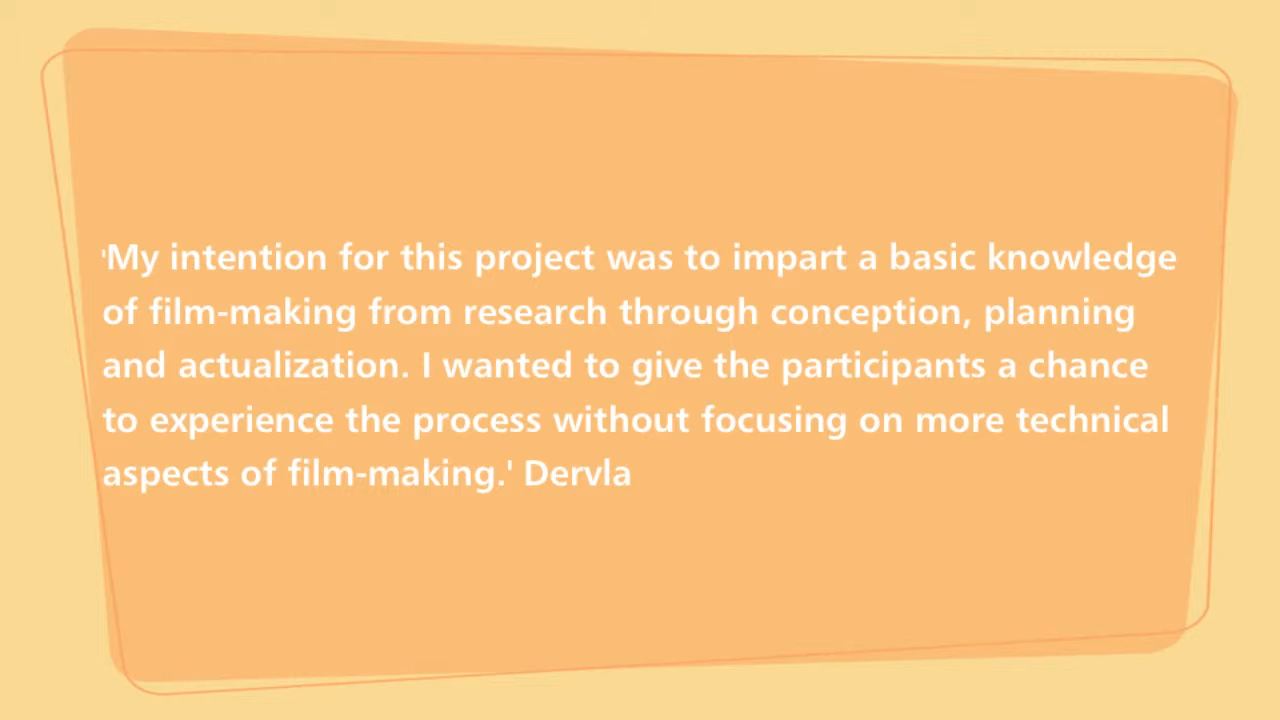 'My intention for this project was to impart a basic knowledge
of film-making from research through conception, planning
and actualization. I wanted to give the participants a chance
to experience the process without focusing on more technical
aspects of film-making.' Dervla